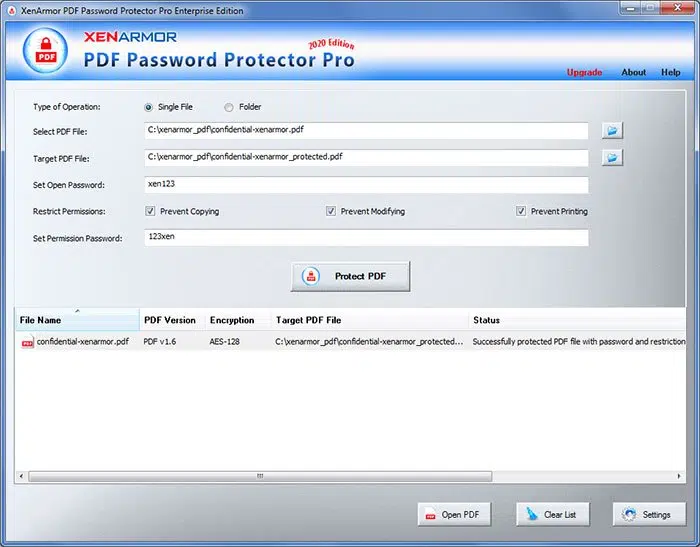 XenArmor PDF Password Protector Pro Enterprise Edition
XENARMOR
2020 Edition
PDF
PDF Password Protector Pro
Upgrade About Help
Type of Operation: Single File Folder
Select PDF File: C:\xenarmor_pdf\confidential-xenarmor.pdf
Target PDF File: C:\xenarmor_pdf\confidential-xenarmor_protected.pdf
Set Open Password: xen123
Restrict Permissions: Prevent Copying Prevent Modifying Prevent Printing
Set Permission Password: 123xen
Protect PDF
File Name PDF Version Encryption Target PDF File Status
confidential-xenarmor.pdf PDF v1.6 AES-128 C:\xenarmor_pdf\confidential-xenarmor_protected... Successfully protected PDF file with password and restriction
Open PDF Clear List Settings